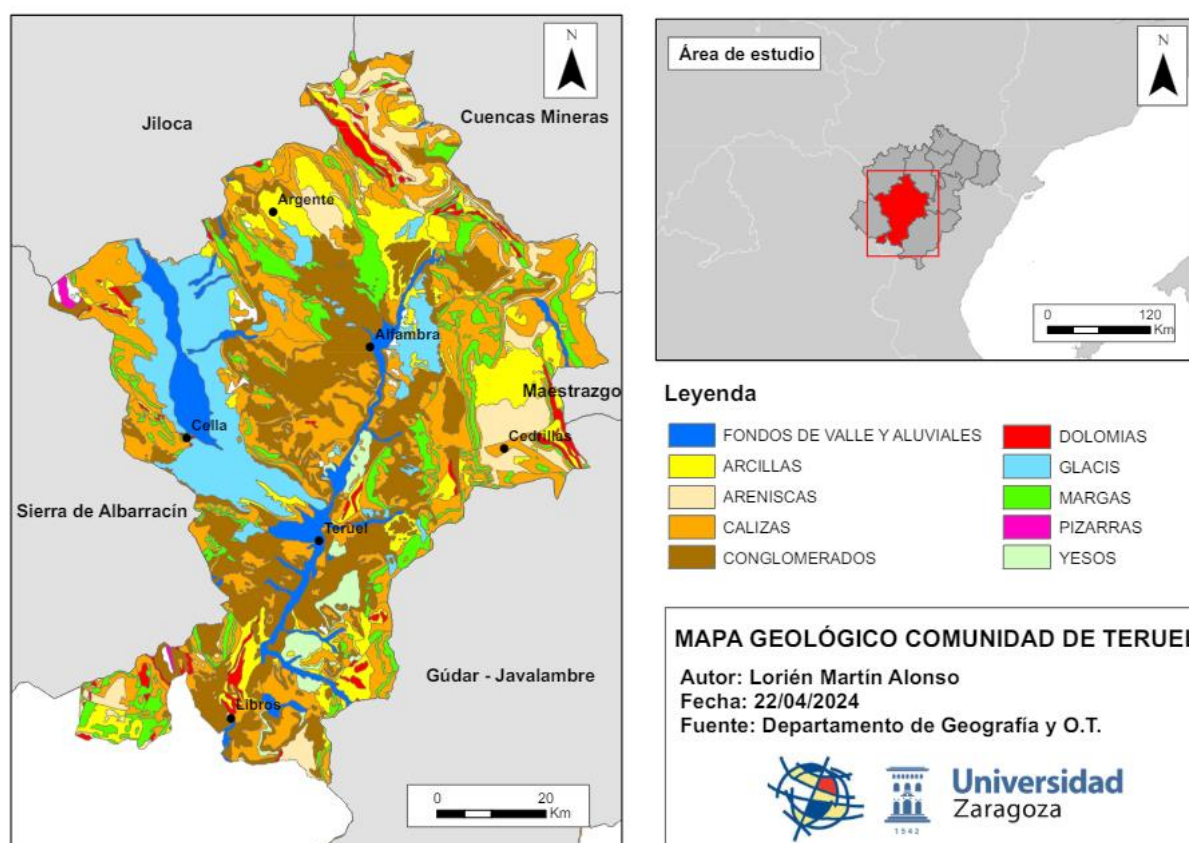 N
Jiloca
Cuencas Mineras
Argente
Alfambra
Maestrazgo
Cella
Cedrillas
Sierra de Albarracín
Teruel
Gúdar - Javalambre
Libros
0 20
Km
Área de estudio
N
0 120
Km
Leyenda
FONDOS DE VALLE Y ALUVIALES
ARCILLAS
ARENISCAS
CALIZAS
CONGLOMERADOS
DOLOMIAS
GLACIS
MARGAS
PIZARRAS
YESOS
MAPA GEOLÓGICO COMUNIDAD DE TERUEL
Autor: Lorién Martín Alonso
Fecha: 22/04/2024
Fuente: Departamento de Geografía y O.T.
Universidad
Zaragoza
1542